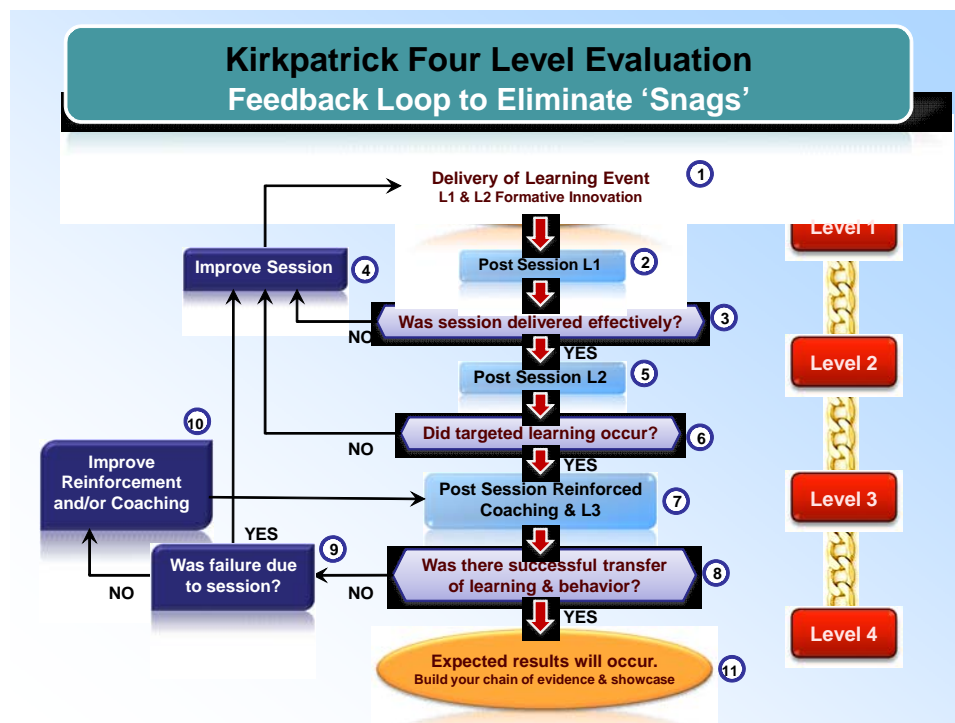 Kirkpatrick Four Level Evaluation
Feedback Loop to Eliminate ‘Snags’
Delivery of Learning Event
L1 & L2 Formative Innovation
1
Level 1
Improve Session
4
Post Session L1
2
Was session delivered effectively?
3
NO
YES
Level 2
Post Session L2
5
10
Did targeted learning occur?
6
NO
YES
Improve
Reinforcement
and/or Coaching
Post Session Reinforced
Coaching & L3
7
Level 3
YES
9
Was failure due
to session?
Was there successful transfer
of learning & behavior?
8
NO
NO
YES
Level 4
Expected results will occur.
Build your chain of evidence & showcase
11